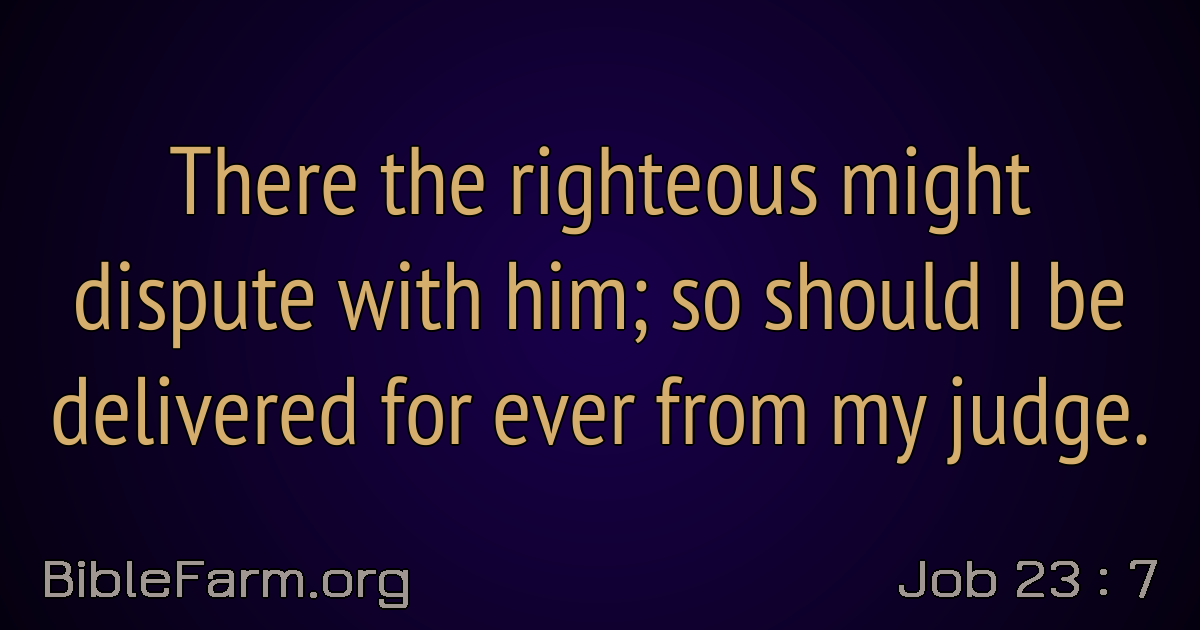 There the righteous might
dispute with him; so should I be
delivered for ever from my judge.
BibleFarm.org
Job 23 : 7